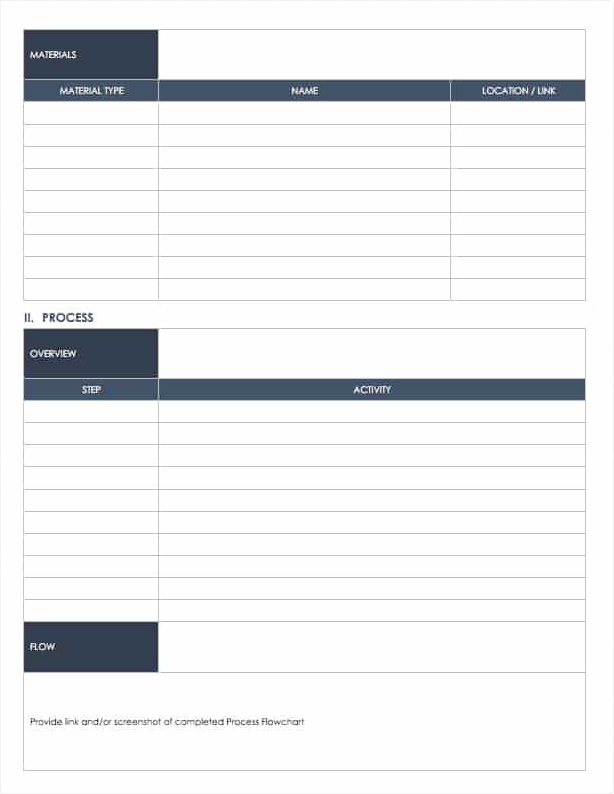 MATERIALS
MATERIAL TYPE NAME LOCATION / LINK
II. PROCESS
OVERVIEW
STEP ACTIVITY
FLOW
Provide link and/or screenshot of completed Process Flowchart